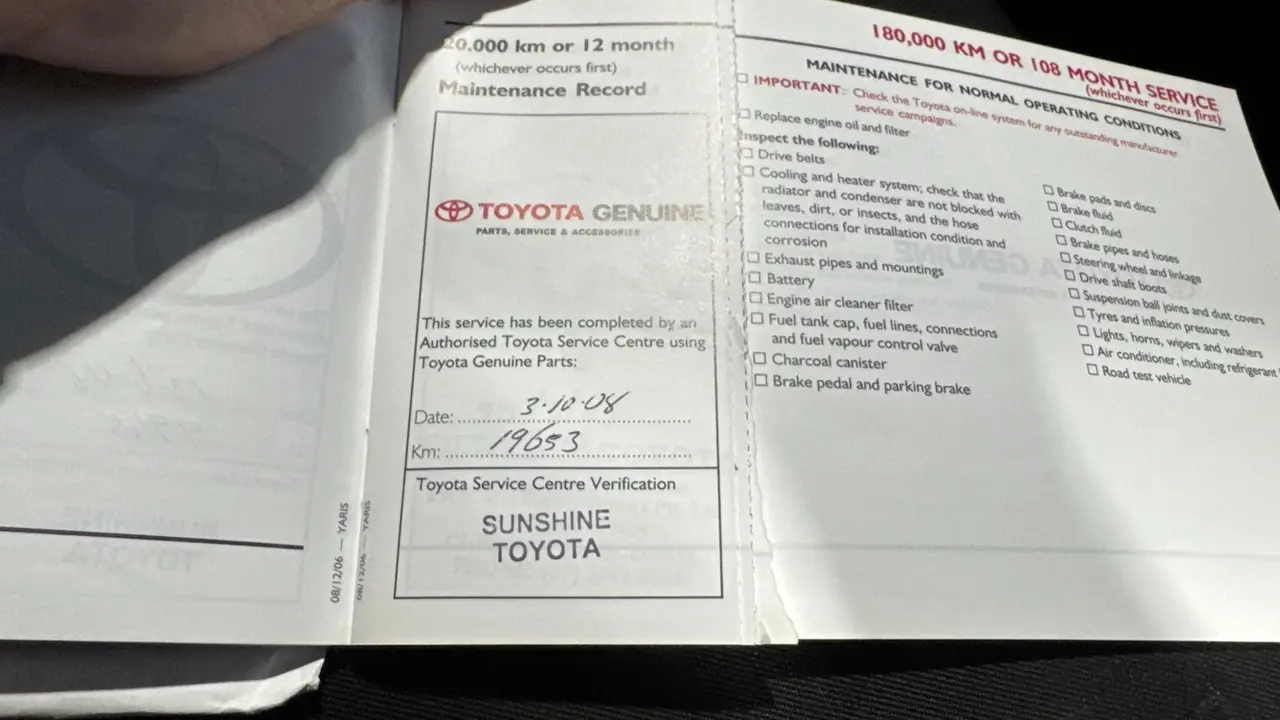 20,000 km or 12 month
(whichever occurs first)
Maintenance Record
TOYOTA GENUINE
PARTS, SERVICE & ACCESSORIES
This service has been completed by an
Authorised Toyota Service Centre using
Toyota Genuine Parts:
Date: 3·10·08
Km: 19653
Toyota Service Centre Verification
SUNSHINE
TOYOTA
08/12/06 — YARIS
08/12/06 — YARIS
180,000 KM OR 108 MONTH SERVICE
(whichever occurs first)
MAINTENANCE FOR NORMAL OPERATING CONDITIONS
IMPORTANT: Check the Toyota on-line system for any outstanding manufacturer
service campaigns.
Replace engine oil and filter
Inspect the following:
Drive belts
Cooling and heater system; check that the
radiator and condenser are not blocked with
leaves, dirt, or insects, and the hose
connections for installation condition and
corrosion
Exhaust pipes and mountings
Battery
Engine air cleaner filter
Fuel tank cap, fuel lines, connections
and fuel vapour control valve
Charcoal canister
Brake pedal and parking brake
Brake pads and discs
Brake fluid
Clutch fluid
Brake pipes and hoses
Steering wheel and linkage
Drive shaft boots
Suspension ball joints and dust covers
Tyres and inflation pressures
Lights, horns, wipers and washers
Air conditioner, including refrigerant
Road test vehicle